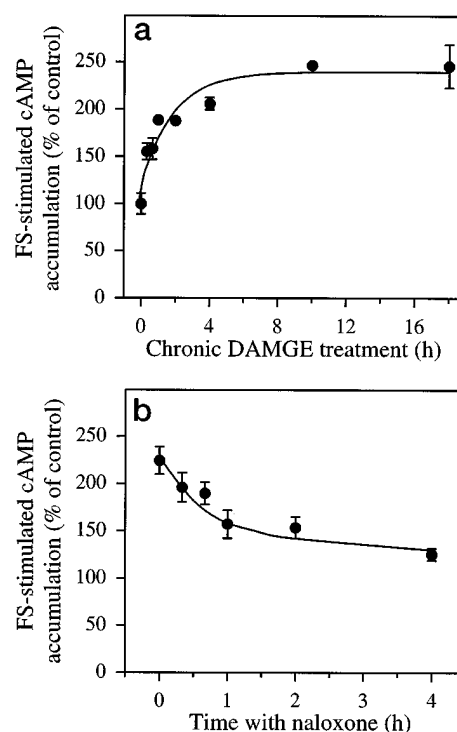 a
FS-stimulated cAMP
accumulation (% of control)
250
200
150
100
50
0
0 4 8 12 16
Chronic DAMGE treatment (h)
b
FS-stimulated cAMP
accumulation (% of control)
250
200
150
100
50
0
0 1 2 3 4
Time with naloxone (h)